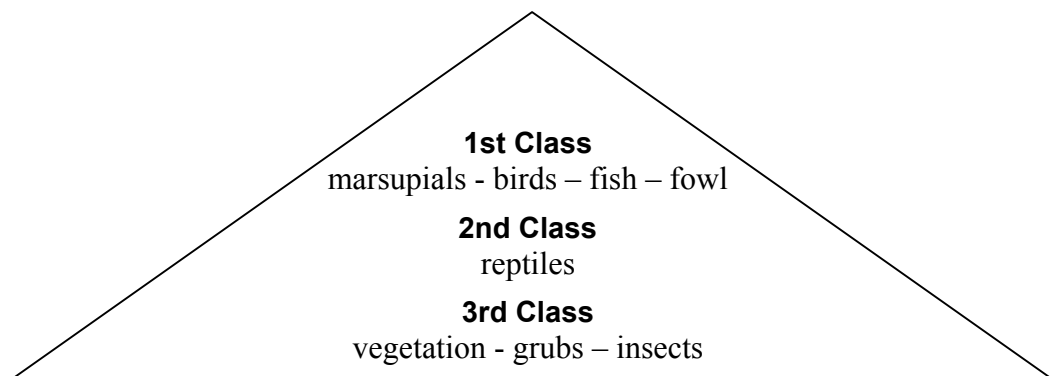 1st Class
marsupials - birds – fish – fowl
2nd Class
reptiles
3rd Class
vegetation - grubs – insects